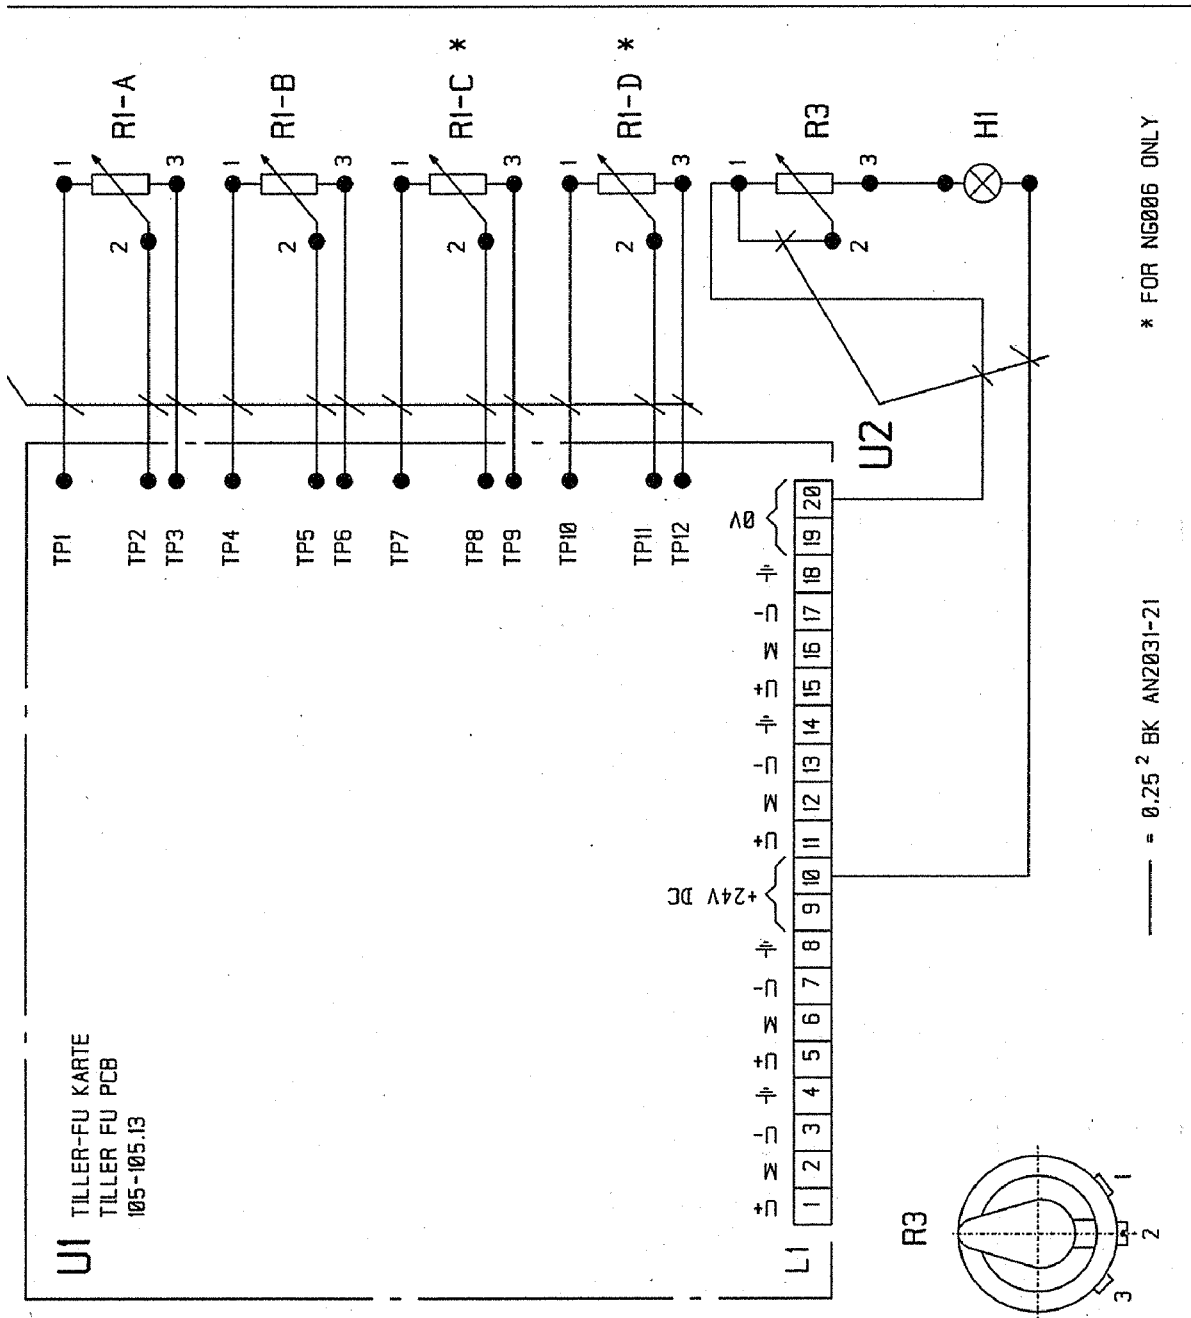 U1
TILLER-FU KARTE
TILLER FU PCB
105-105.13
TP1
TP2
TP3
TP4
TP5
TP6
TP7
TP8
TP9
TP10
TP11
TP12
1 2 3 R1-A
1 2 3 R1-B
1 2 3 R1-C *
1 2 3 R1-D *
1 2 3 R3
H1
U2
L1
U+ M U- U+ M U- +24V DC U+ M U- U+ M U- 0V
1 2 3 4 5 6 7 8 9 10 11 12 13 14 15 16 17 18 19 20
R3
3 2 1
= 0.25 ² BK AN2031-21
* FOR NG006 ONLY